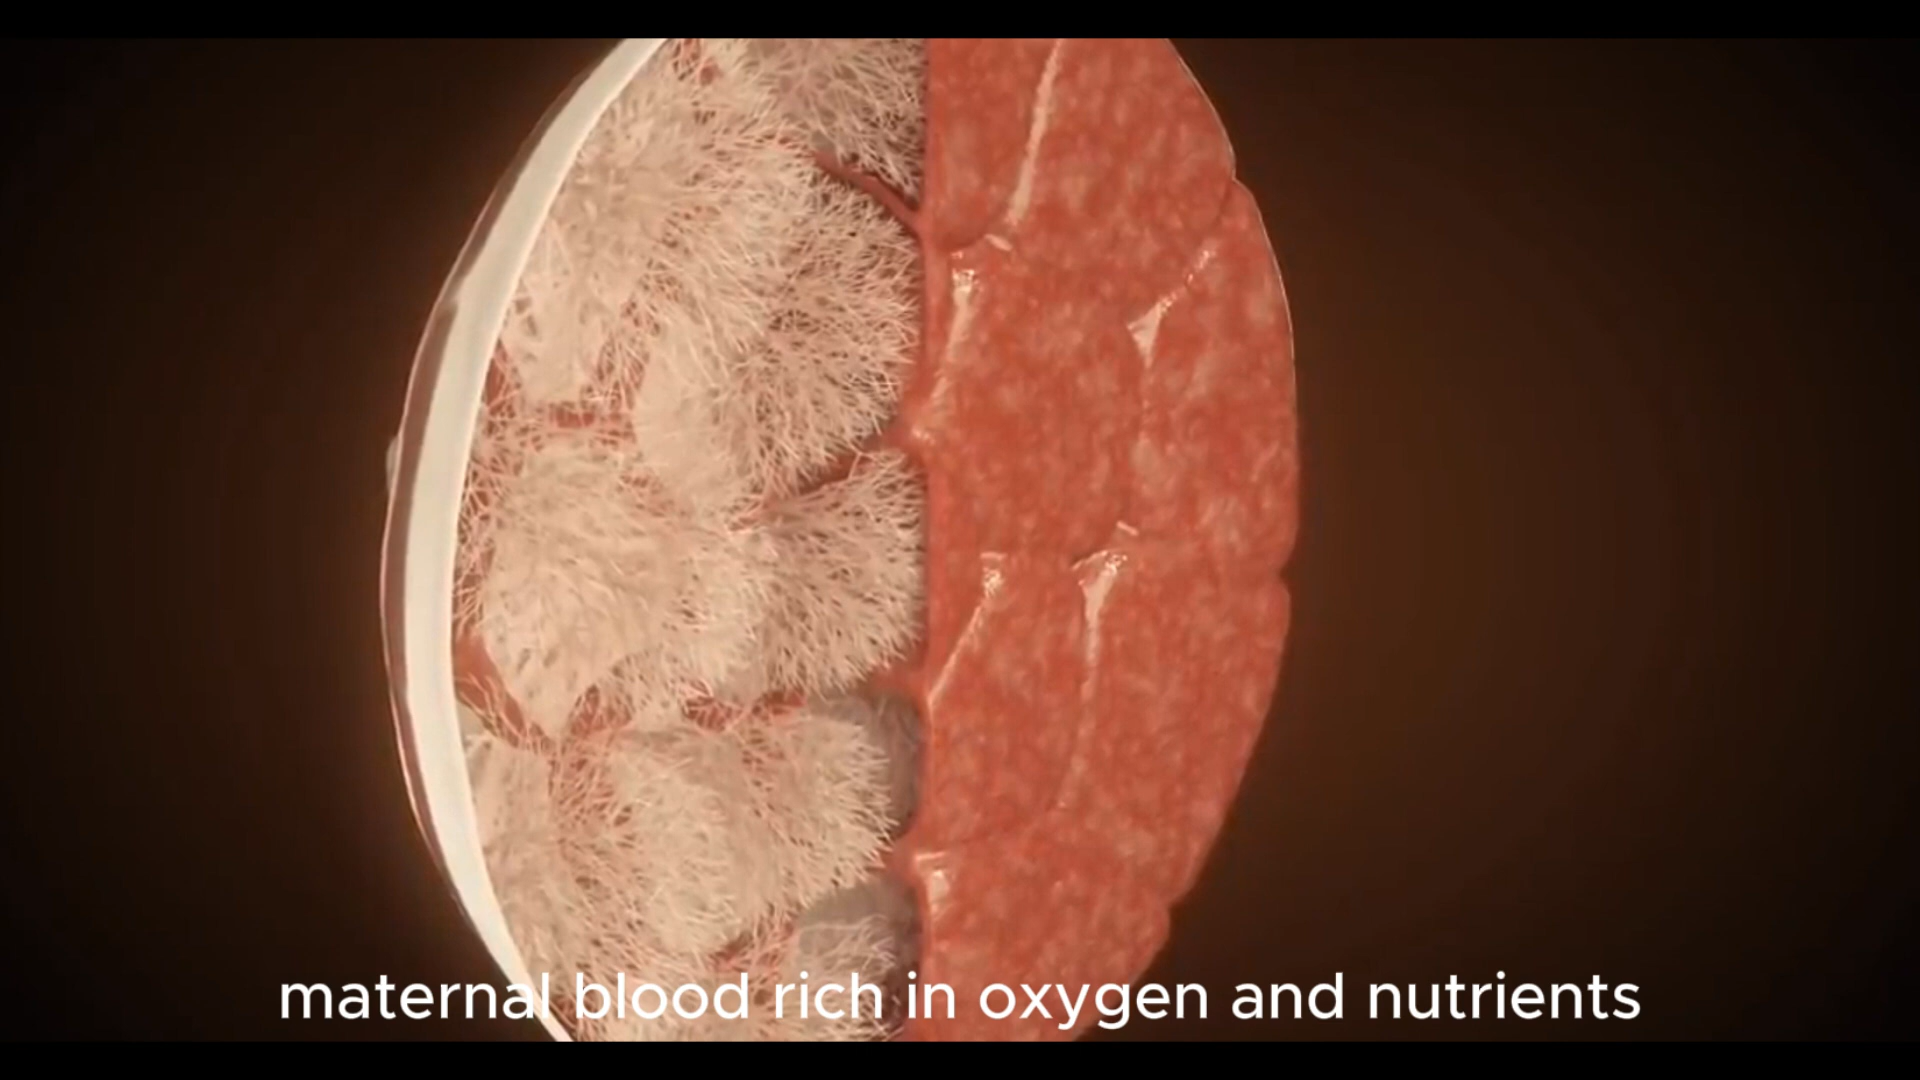 maternal blood rich in oxygen and nutrients